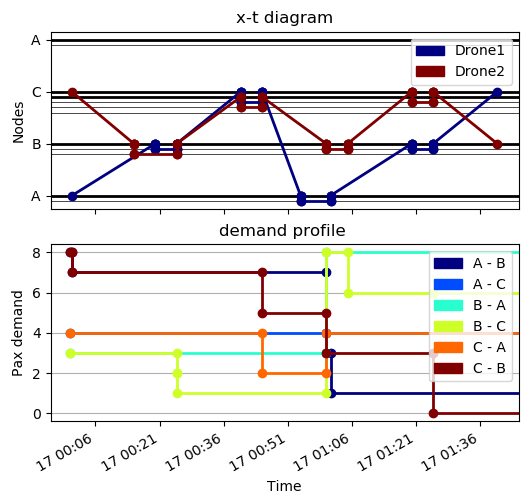 x-t diagram
A
C
B
A
Nodes
Drone1
Drone2
demand profile
8
6
4
2
0
Pax demand
A - B
A - C
B - A
B - C
C - A
C - B
17 00:06
17 00:21
17 00:36
17 00:51
17 01:06
17 01:21
17 01:36
Time